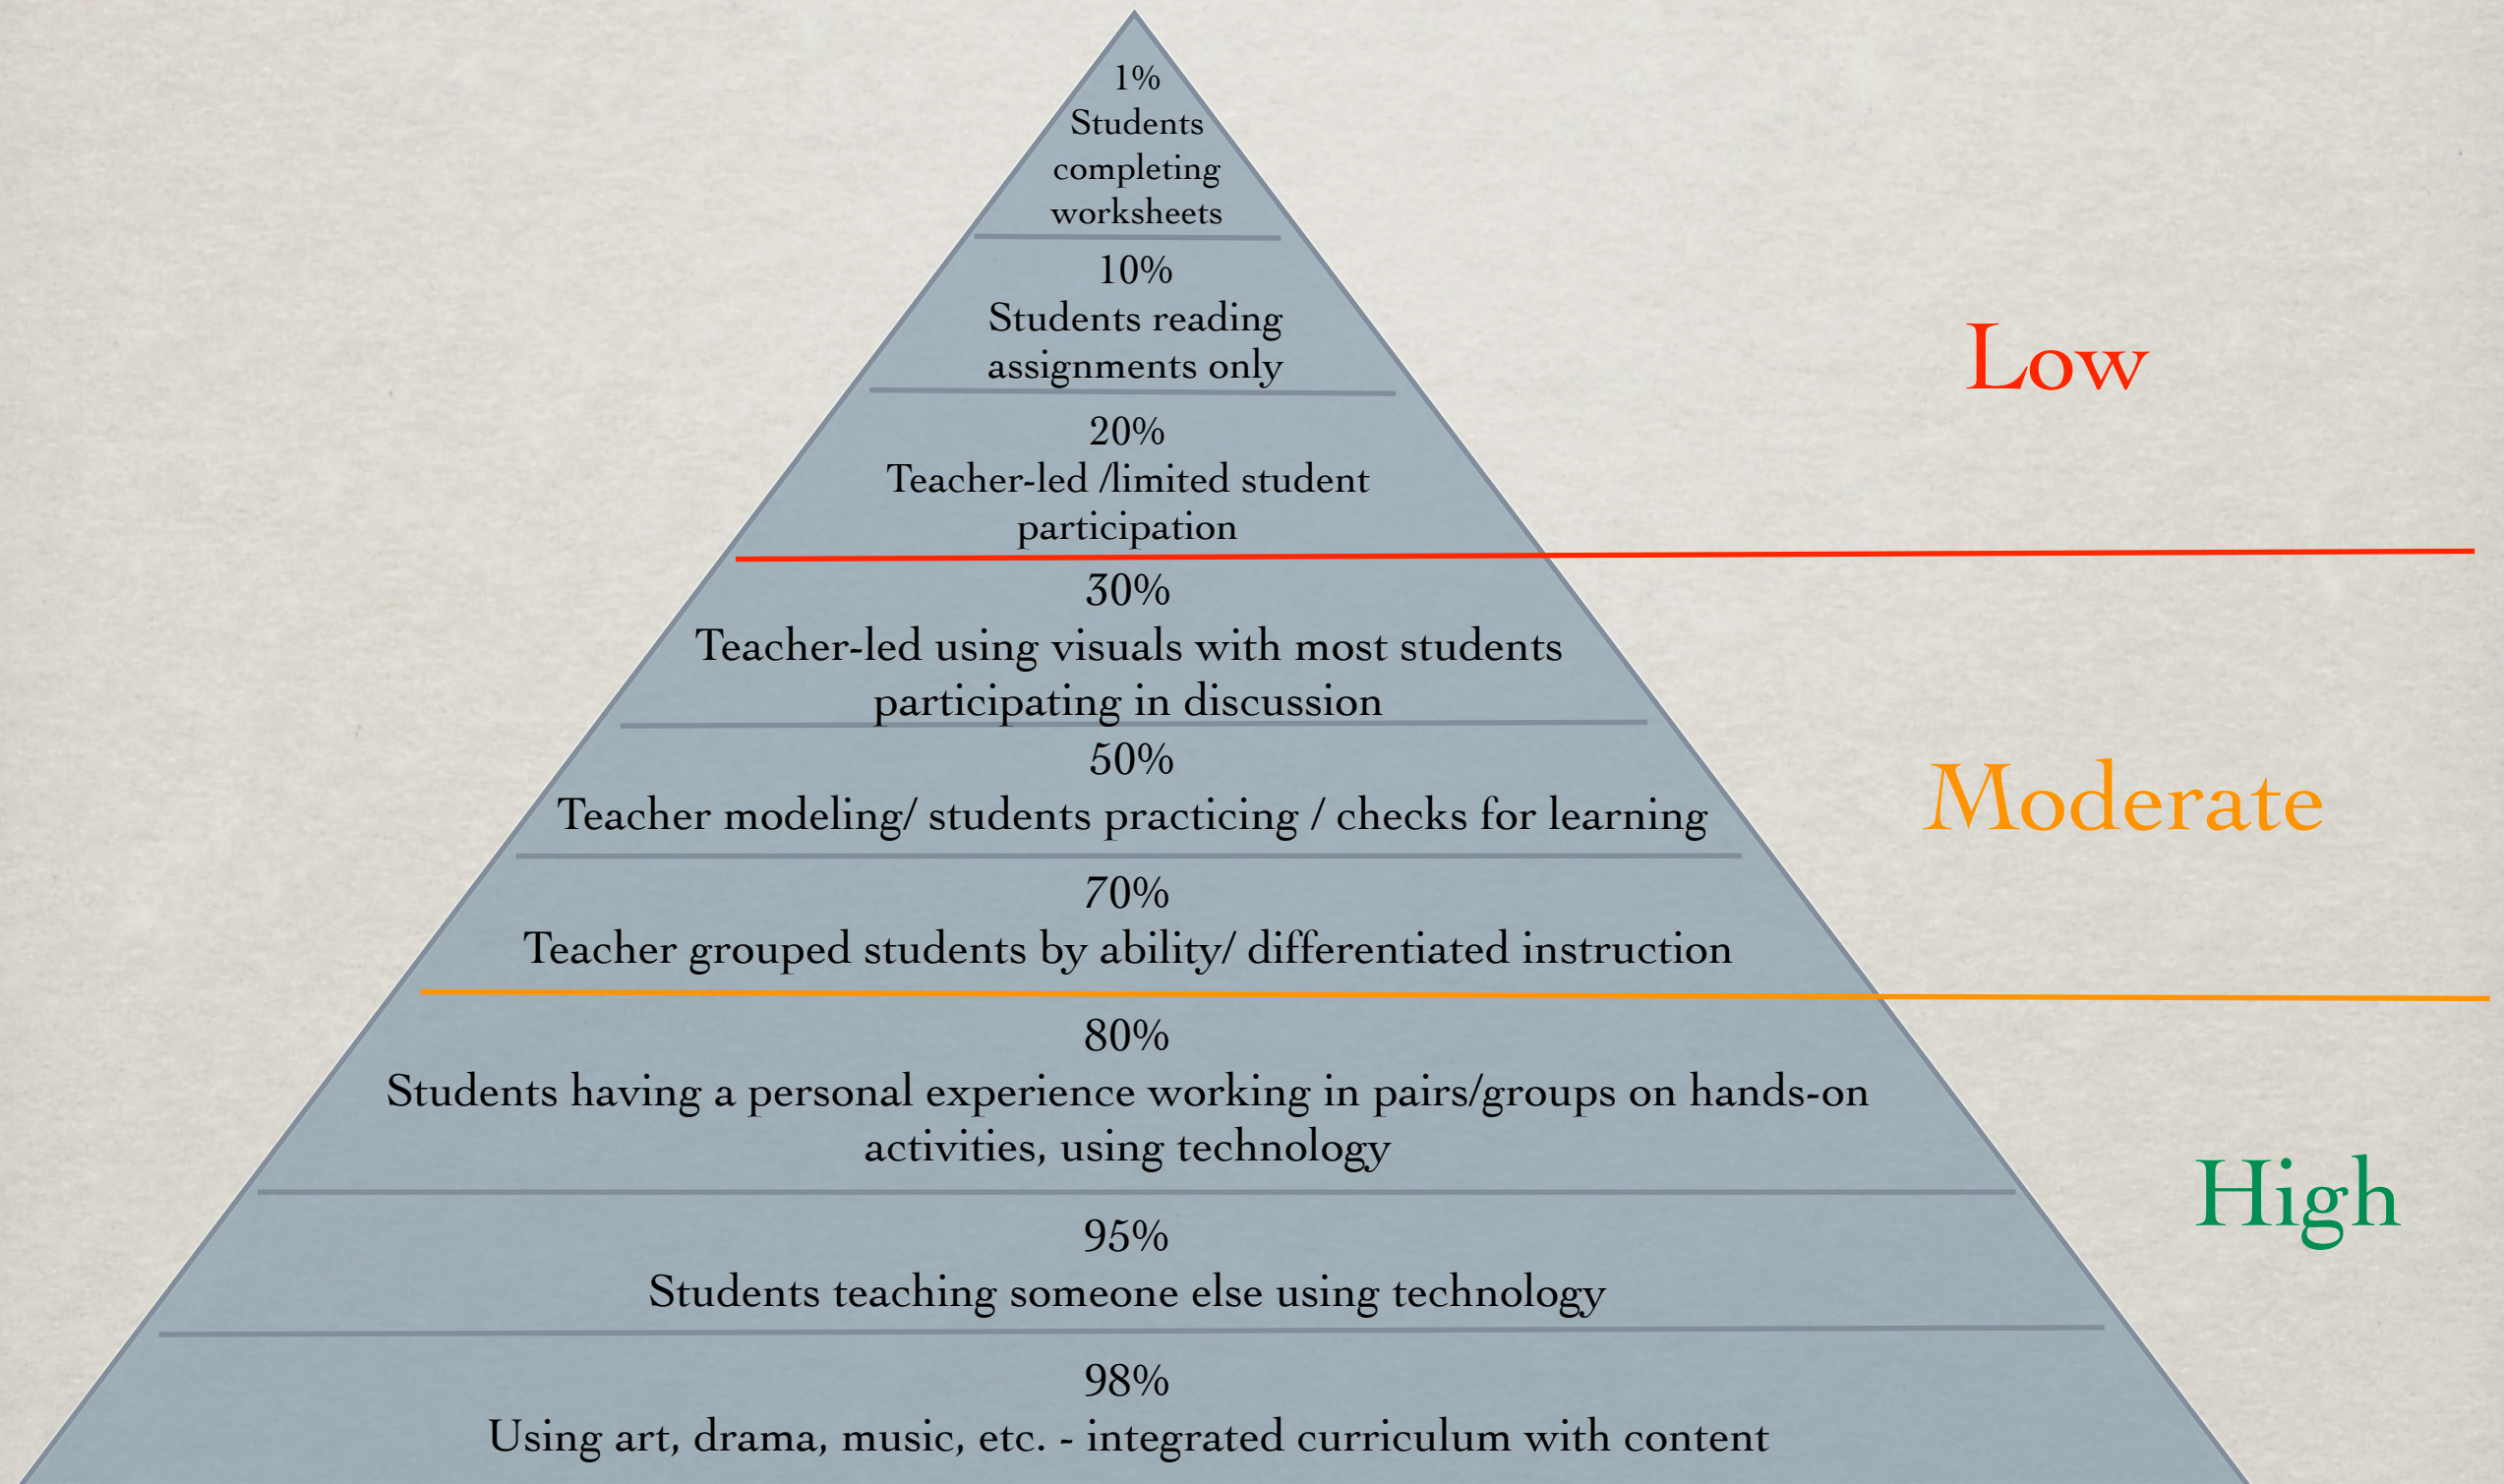 1%
Students
completing
worksheets
10%
Students reading
assignments only
Low
20%
Teacher-led /limited student
participation
30%
Teacher-led using visuals with most students
participating in discussion
50%
Teacher modeling/ students practicing / checks for learning
Moderate
70%
Teacher grouped students by ability/ differentiated instruction
80%
Students having a personal experience working in pairs/groups on hands-on
activities, using technology
High
95%
Students teaching someone else using technology
98%
Using art, drama, music, etc. - integrated curriculum with content